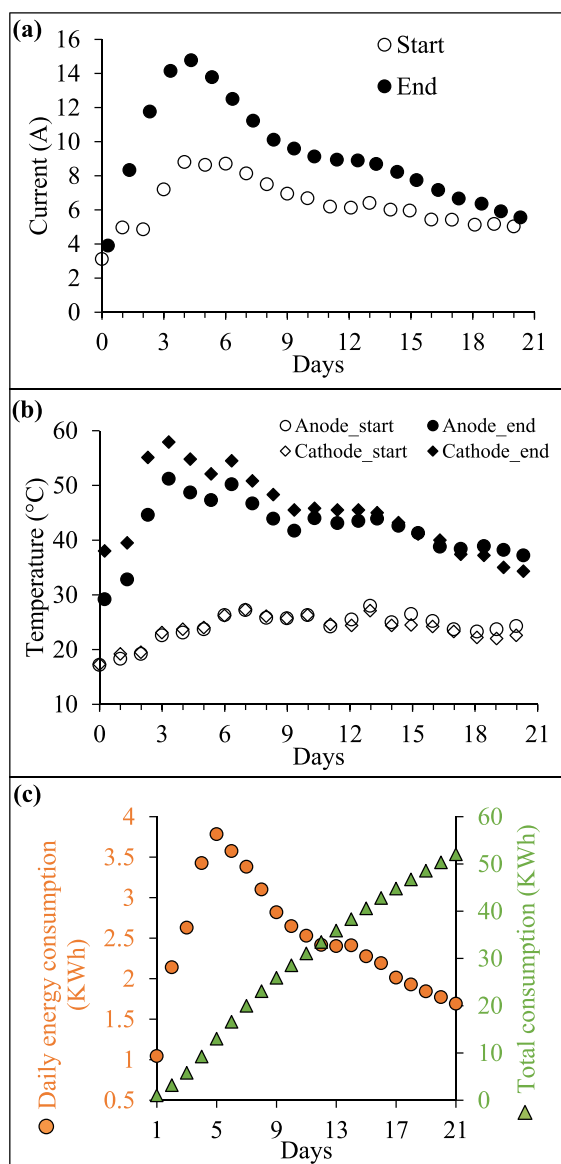 (a)
Start
End
Current (A)
16
14
12
10
8
6
4
2
0
0 3 6 9 12 15 18 21
Days
(b)
Anode_start Anode_end
Cathode_start Cathode_end
Temperature (°C)
60
50
40
30
20
10
0 3 6 9 12 15 18 21
Days
(c)
Daily energy consumption
(KWh)
4
3.5
3
2.5
2
1.5
1
0.5
60
50
40
30
20
10
0
Total consumption (KWh)
1 5 9 13 17 21
Days